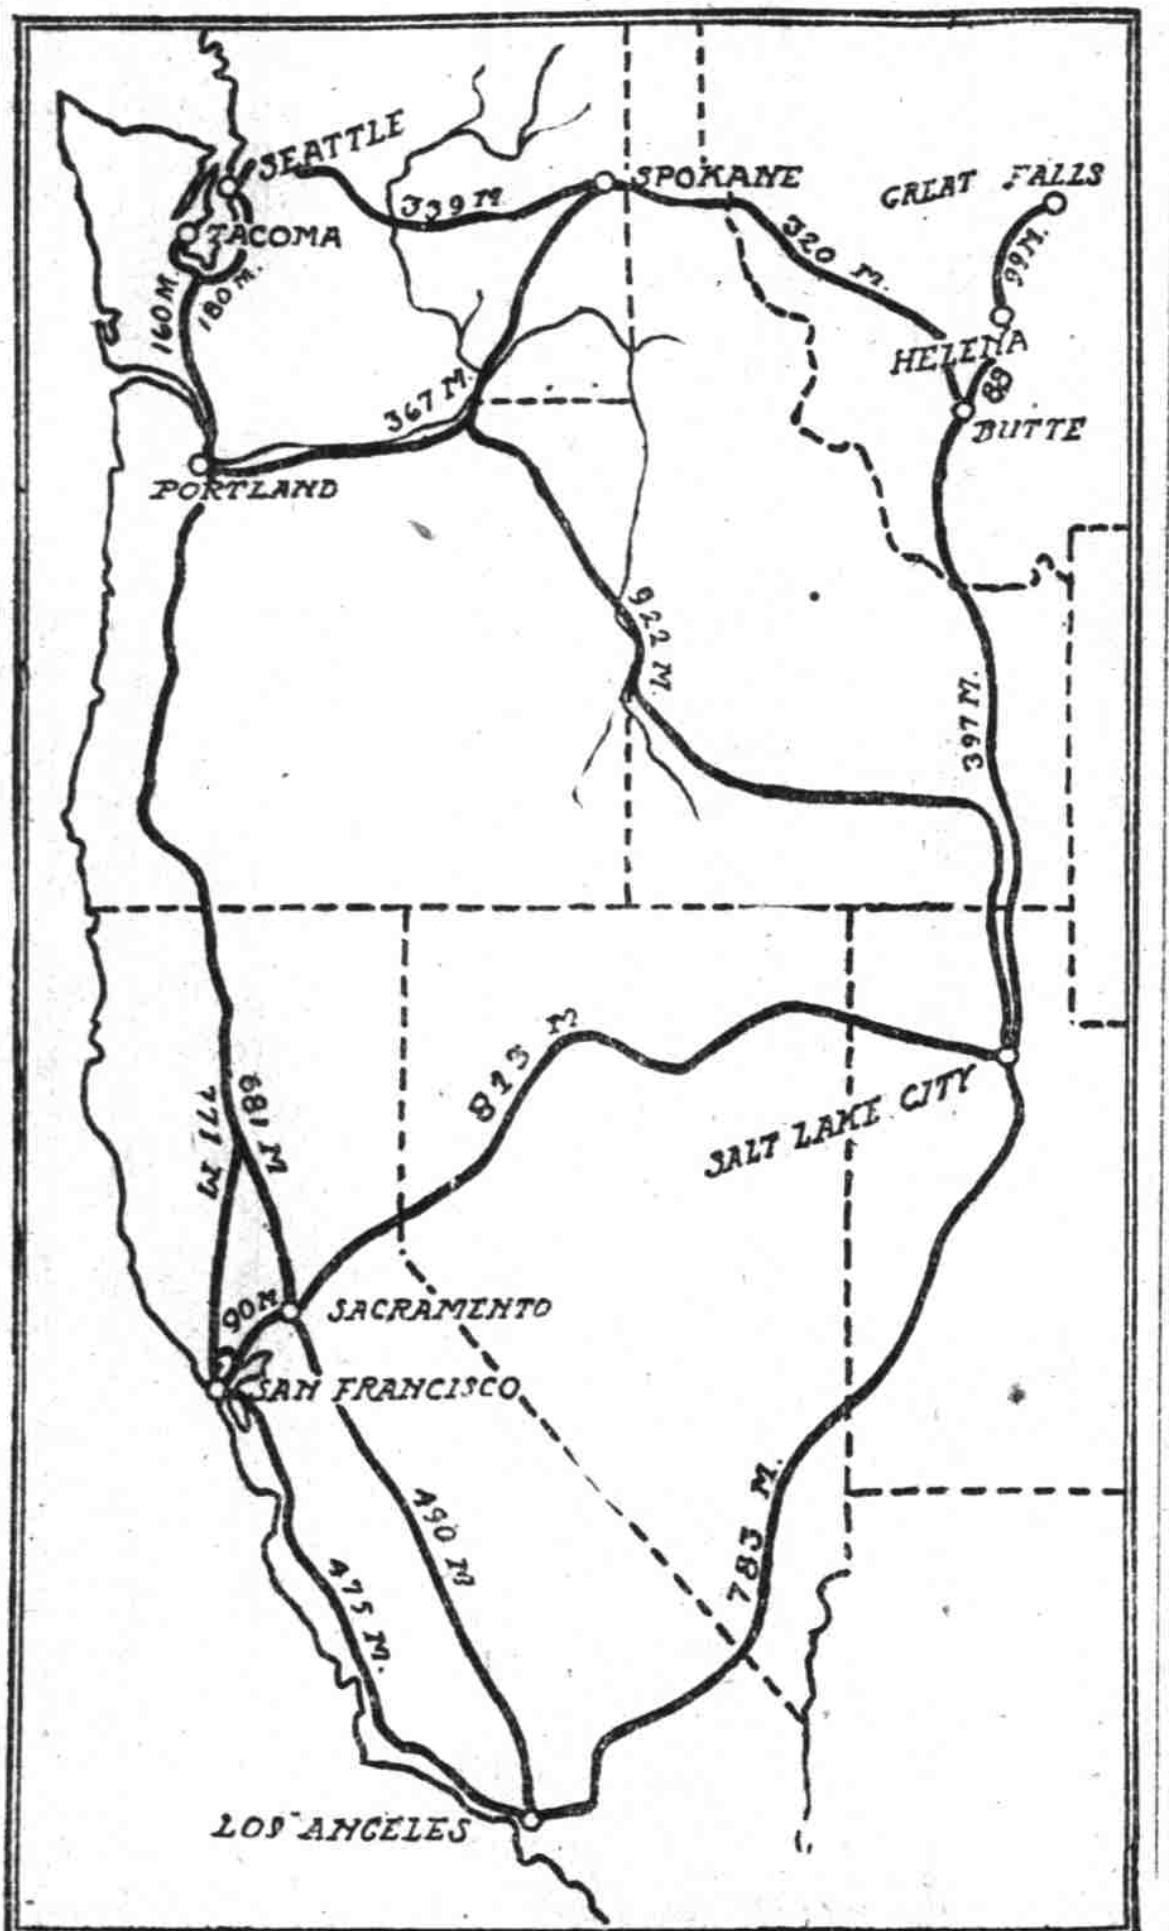 SEATTLE
SPOKANE
GREAT FALLS
339 M
TACOMA
320 M.
99 M.
160 M.
180 M.
HELENA
367 M.
BUTTE
PORTLAND
922 M.
397 M.
813 M
681 M
771 M
SALT LAKE CITY
90 M
SACRAMENTO
SAN FRANCISCO
490 M
783 M.
475 M.
LOS ANGELES